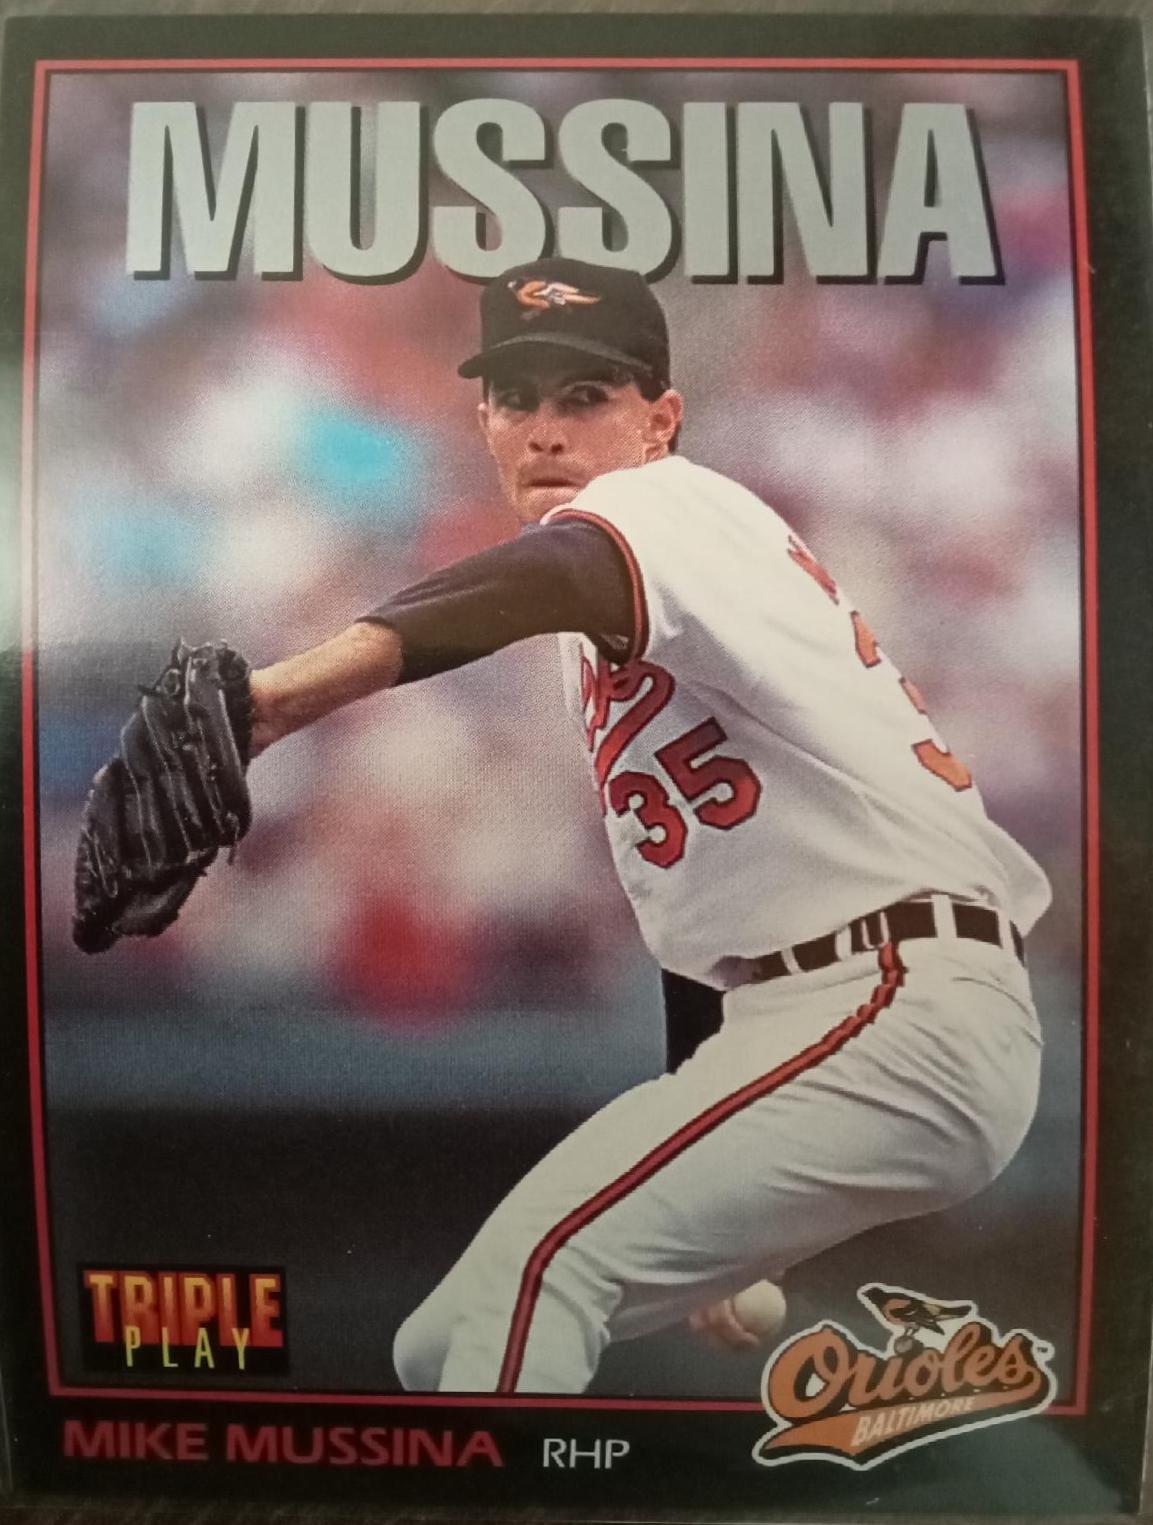 MUSSINA
35
TRIPLE
PLAY
Orioles
BALTIMORE
MIKE MUSSINA RHP